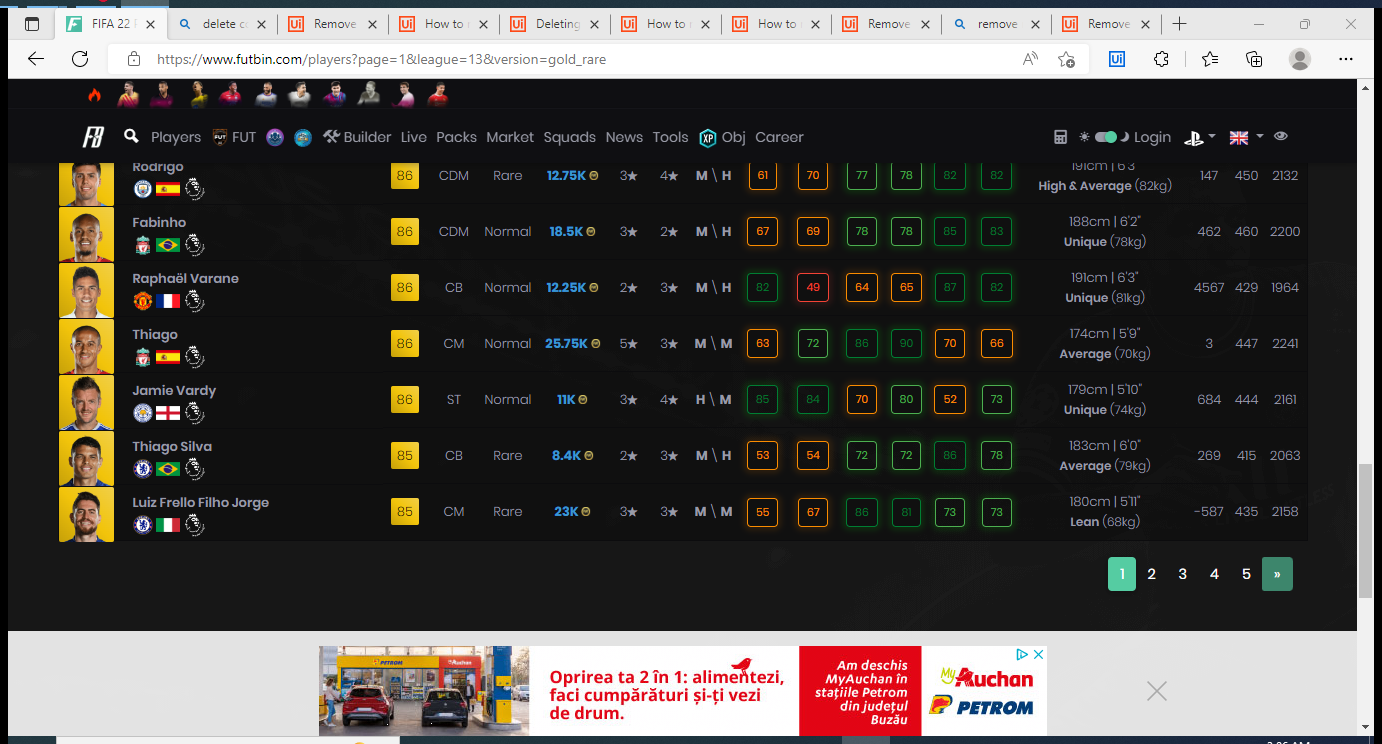 FIFA 22 delete Remove How to Deleting How to How to Remove remove Remove
https://www.futbin.com/players?page=1&league=13&version=gold_rare
Players FUT Builder Live Packs Market Squads News Tools XP Obj Career Login
Rodrigo 86 CDM Rare 12.75K 3★ 4★ M \ H 61 70 77 78 82 82 191cm | 6'3" 147 450 2132
High & Average (82kg)
Fabinho 86 CDM Normal 18.5K 3★ 2★ M \ H 67 69 78 78 85 83 188cm | 6'2" 462 460 2200
Unique (78kg)
Raphaël Varane 86 CB Normal 12.25K 2★ 3★ M \ H 82 49 64 65 87 82 191cm | 6'3" 4567 429 1964
Unique (81kg)
Thiago 86 CM Normal 25.75K 5★ 3★ M \ M 63 72 86 90 70 66 174cm | 5'9" 3 447 2241
Average (70kg)
Jamie Vardy 86 ST Normal 11K 3★ 4★ H \ M 85 84 70 80 52 73 179cm | 5'10" 684 444 2161
Unique (74kg)
Thiago Silva 85 CB Rare 8.4K 2★ 3★ M \ H 53 54 72 72 86 78 183cm | 6'0" 269 415 2063
Average (79kg)
Luiz Frello Filho Jorge 85 CM Rare 23K 3★ 3★ M \ M 55 67 86 81 73 73 180cm | 5'11" -587 435 2158
Lean (68kg)
1 2 3 4 5 »
PETROM Auchan
Oprirea ta 2 în 1: alimentezi,
faci cumpărături și-ți vezi
de drum.
Am deschis
MyAuchan în
stațiile Petrom
din județul
Buzău
My Auchan
PETROM